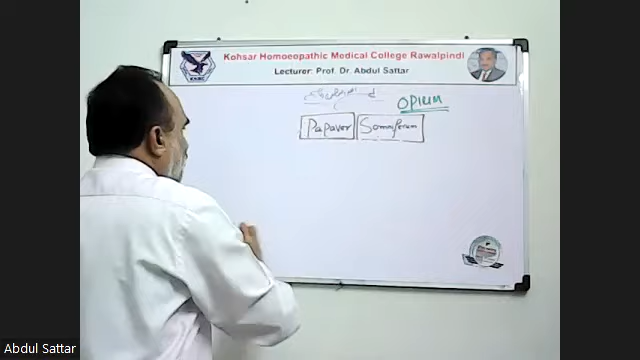 Kohsar Homoeopathic Medical College Rawalpindi
Lecturer: Prof. Dr. Abdul Sattar
OPIUM
Papaver Somniferum
Abdul Sattar